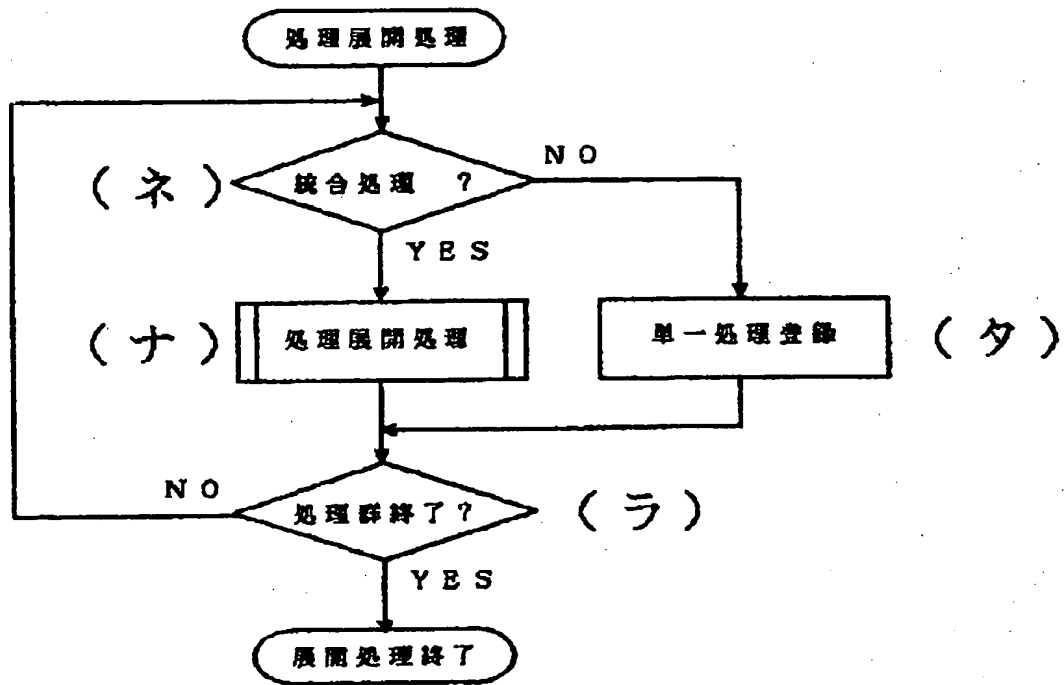 処理展開処理
NO
(ネ) 統合処理 ?
YES
(ナ) 処理展開処理 単一処理登録 (タ)
NO
処理群終了? (ラ)
YES
展開処理終了